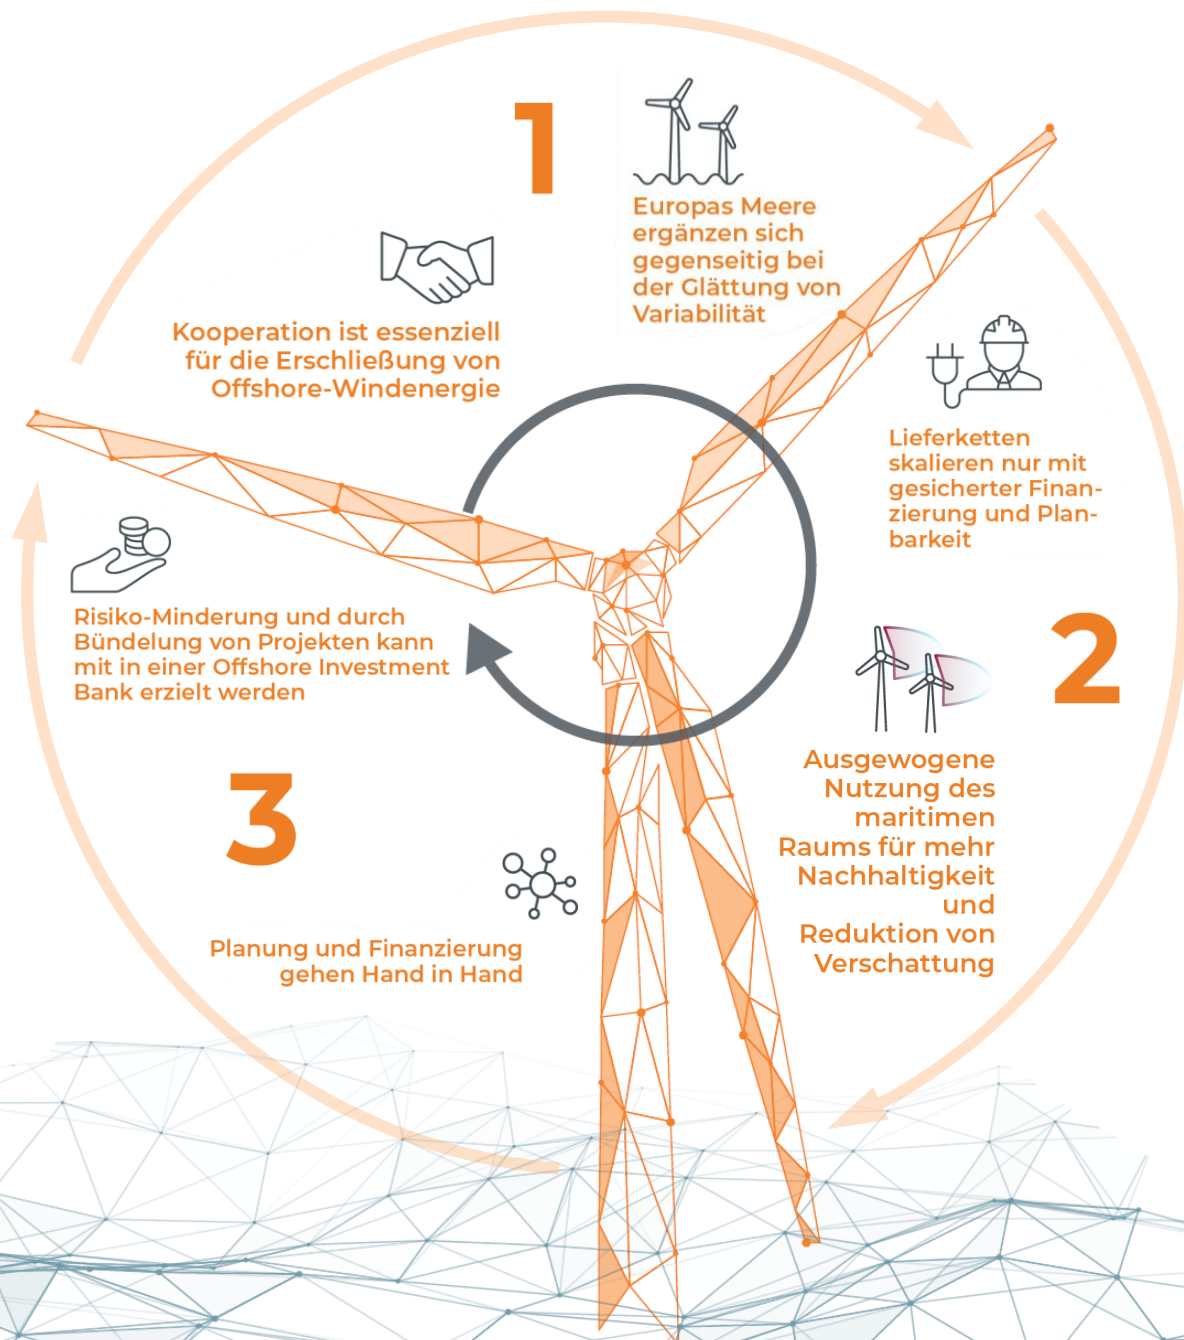 1
Europas Meere
ergänzen sich
gegenseitig bei
der Glättung von
Variabilität
Kooperation ist essenziell
für die Erschließung von
Offshore-Windenergie
Lieferketten
skalieren nur mit
gesicherter Finan-
zierung und Plan-
barkeit
2
Ausgewogene
Nutzung des
maritimen
Raums für mehr
Nachhaltigkeit
und
Reduktion von
Verschattung
Risiko-Minderung und durch
Bündelung von Projekten kann
mit in einer Offshore Investment
Bank erzielt werden
3
Planung und Finanzierung
gehen Hand in Hand